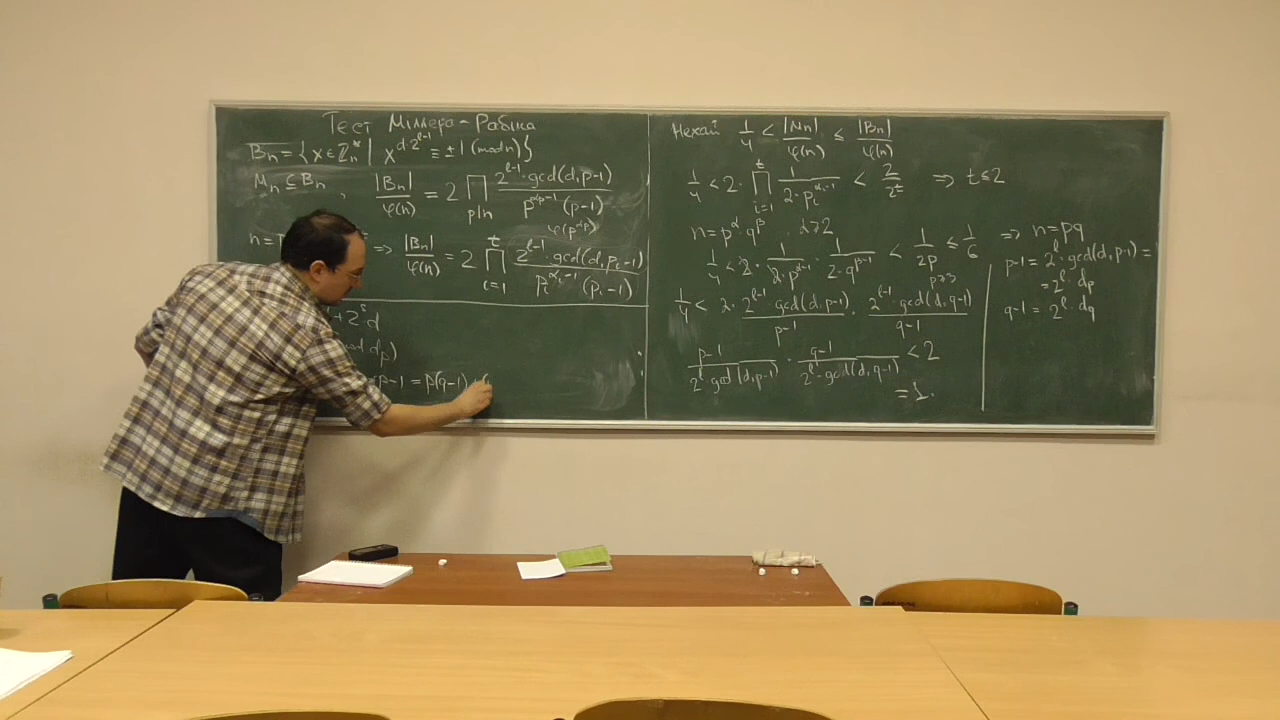 Тест Міллера-Рабіна
Bₙ = { x ∈ ℤₙ* | x^{d·2^{l-1}} ≡ ±1 (mod n) }
Mₙ ⊆ Bₙ , |Bₙ|/φ(n) = 2 ∏_{p|n} 2^{l-1}·gcd(d, p-1) / p^{α_p-1}(p-1)
φ(p^{α_p})
n = ⇒ |Bₙ|/φ(n) = 2 ∏_{i=1}^{t} 2^{l-1}·gcd(d, pᵢ-1) / pᵢ^{αᵢ-1}(pᵢ-1)
+ 2^l·d
d_p)
p-1 = p(q-1) +
Нехай 1/4 < |Mₙ|/φ(n) ≤ |Bₙ|/φ(n)
1/4 < 2·∏_{i=1}^{t} 1/(2·pᵢ^{αᵢ-1}) < 2/2^t ⇒ t ≤ 2
n = p^α·q^β α ≥ 2
1/4 < 2·1/(2·p^{α-1})·1/(2·q^{β-1}) < 1/(2p) ≤ 1/6
p ≥ 3
1/4 < 2·2^{l-1}·gcd(d, p-1)/(p-1)·2^{l-1}·gcd(d, q-1)/(q-1)
(p-1)/(2^l·gcd(d, p-1))·(q-1)/(2^l·gcd(d, q-1)) < 2
= 1.
⇒ n = pq
p-1 = 2^l·gcd(d, p-1) =
= 2^l·d_p
q-1 = 2^l·d_q